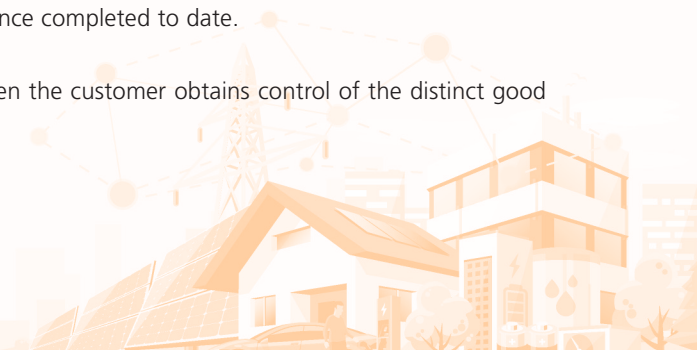 nce completed to date.
en the customer obtains control of the distinct good